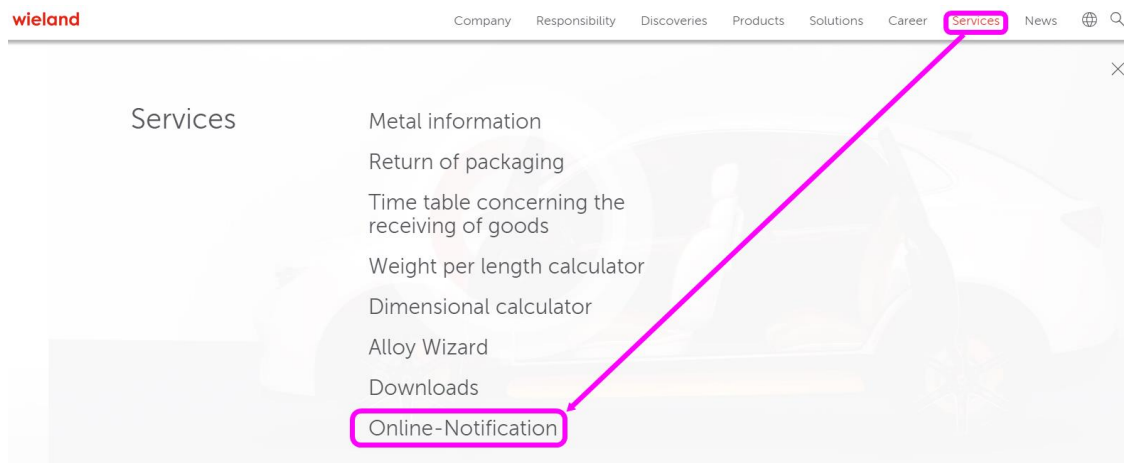 wieland
Company Responsibility Discoveries Products Solutions Career Services News
Services
Metal information
Return of packaging
Time table concerning the
receiving of goods
Weight per length calculator
Dimensional calculator
Alloy Wizard
Downloads
Online-Notification